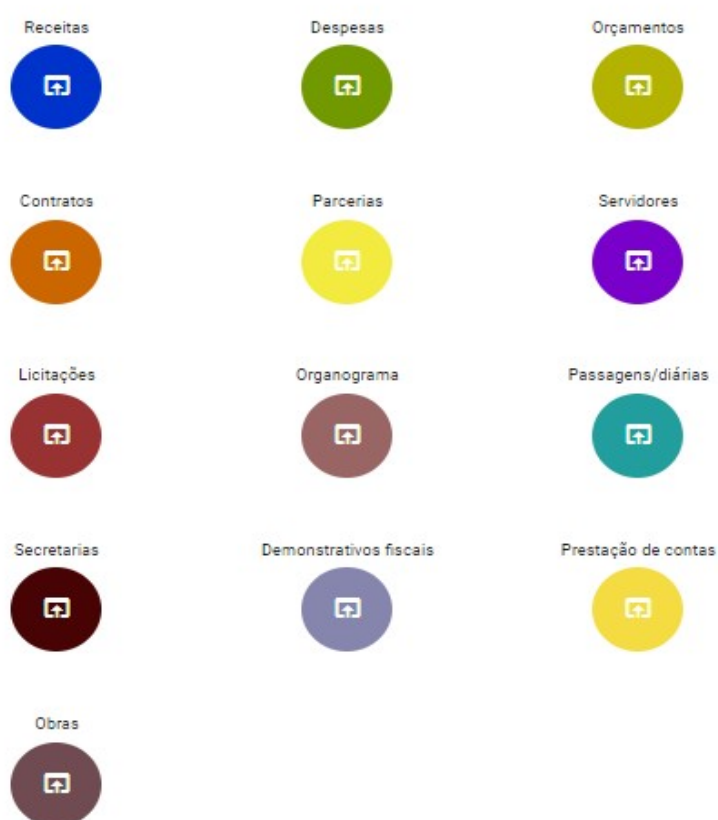 Receitas
Despesas
Orçamentos
Contratos
Parcerias
Servidores
Licitações
Organograma
Passagens/diárias
Secretarias
Demonstrativos fiscais
Prestação de contas
Obras